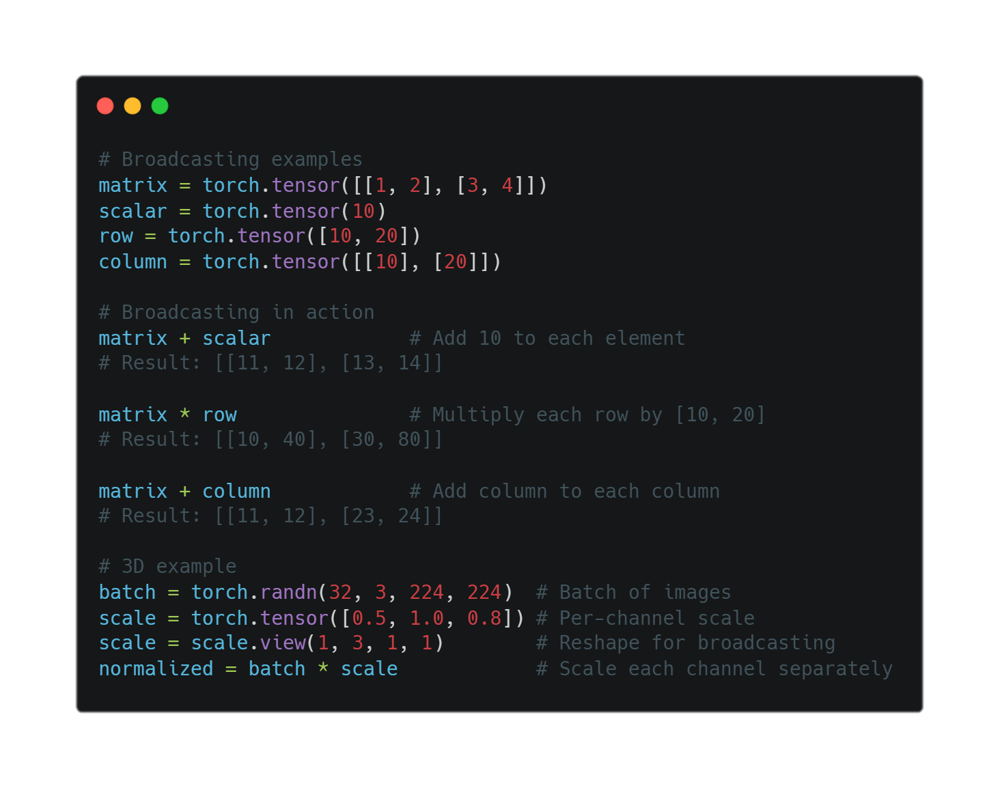 # Broadcasting examples
matrix = torch.tensor([[1, 2], [3, 4]])
scalar = torch.tensor(10)
row = torch.tensor([10, 20])
column = torch.tensor([[10], [20]])

# Broadcasting in action
matrix + scalar            # Add 10 to each element
# Result: [[11, 12], [13, 14]]

matrix * row               # Multiply each row by [10, 20]
# Result: [[10, 40], [30, 80]]

matrix + column            # Add column to each column
# Result: [[11, 12], [23, 24]]

# 3D example
batch = torch.randn(32, 3, 224, 224)  # Batch of images
scale = torch.tensor([0.5, 1.0, 0.8]) # Per-channel scale
scale = scale.view(1, 3, 1, 1)        # Reshape for broadcasting
normalized = batch * scale            # Scale each channel separately